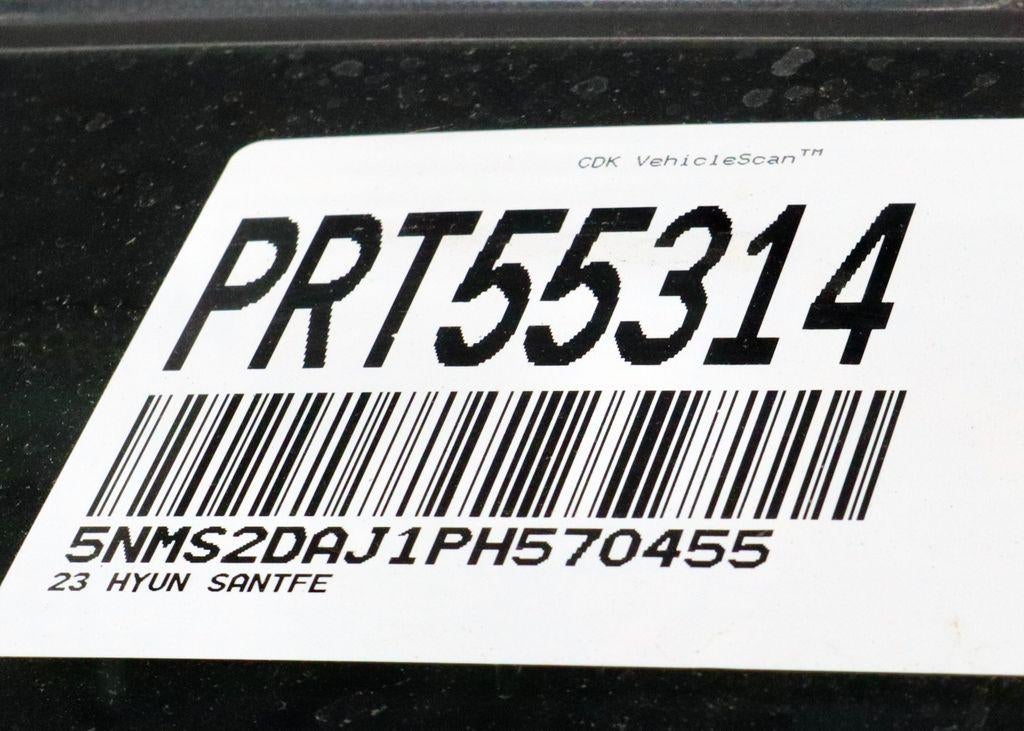 CDK VehicleScan™
PRT55314
5NMS2DAJ1PH570455
23 HYUN SANTFE